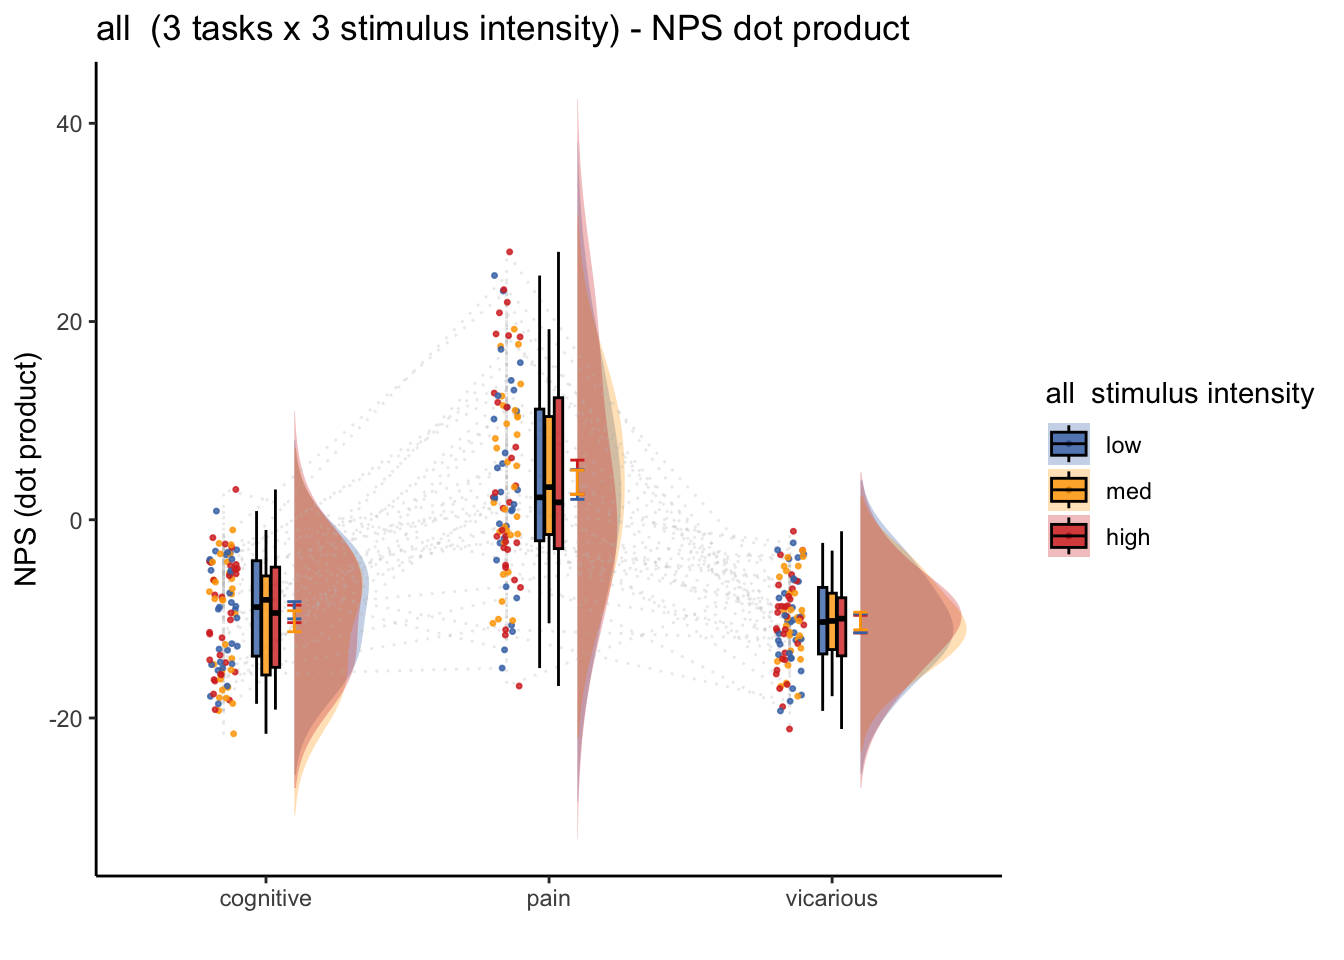 all  (3 tasks x 3 stimulus intensity) - NPS dot product
NPS (dot product)
40
20
0
-20
cognitive
pain
vicarious
all  stimulus intensity
low
med
high